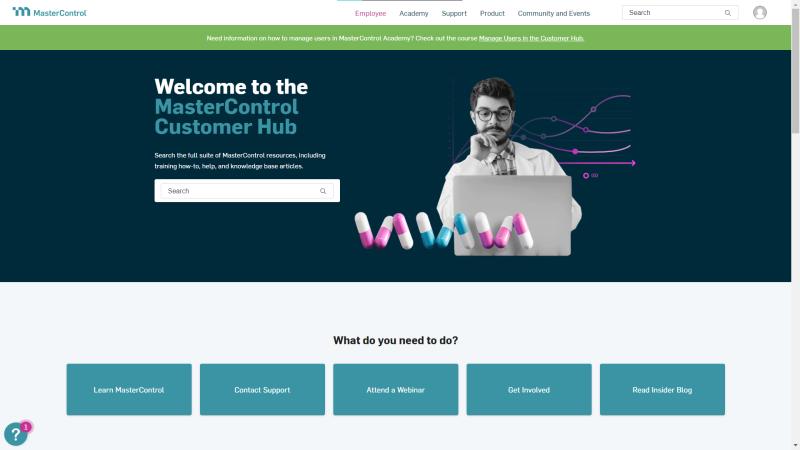 MasterControl
Employee
Academy
Support
Product
Community and Events
Search
Need information on how to manage users in MasterControl Academy? Check out the course Manage Users in the Customer Hub.
Welcome to the
MasterControl
Customer Hub
Search the full suite of MasterControl resources, including
training how-to, help, and knowledge base articles.
Search
What do you need to do?
Learn MasterControl
Contact Support
Attend a Webinar
Get Involved
Read Insider Blog
?
1